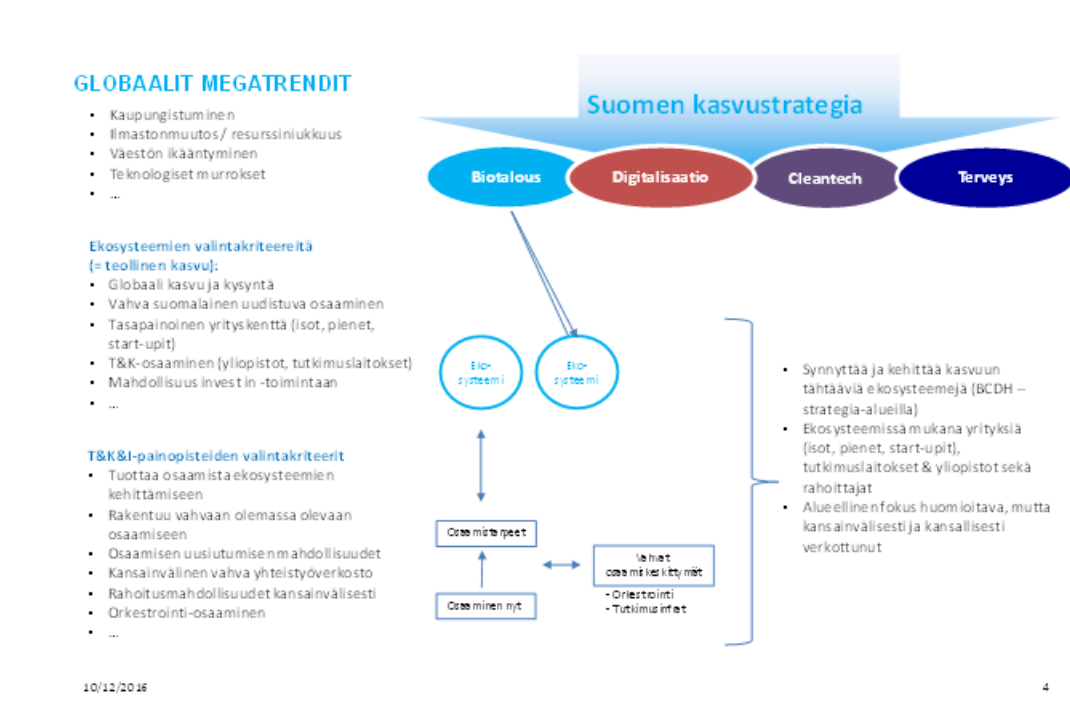 GLOBAALIT MEGATRENDIT
▪ Kaupungistuminen
▪ Ilmastonmuutos / resurssiniukkuus
▪ Väestön ikääntyminen
▪ Teknologiset murrokset
▪ ...
Ekosysteemien valintakriteereitä
(= teollinen kasvu):
▪ Globaali kasvu ja kysyntä
▪ Vahva suomalainen uudistuva osaaminen
▪ Tasapainoinen yrityskenttä (isot, pienet,
start-upit)
▪ T&K-osaaminen (yliopistot, tutkimuslaitokset)
▪ Mahdollisuus invest in -toimintaan
▪ ...
T&K&I-painopisteiden valintakriteerit
▪ Tuottaa osaamista ekosysteemien
kehittämiseen
▪ Rakentuu vahvaan olemassa olevaan
osaamiseen
▪ Osaamisen uusiutumisen mahdollisuudet
▪ Kansainvälinen vahva yhteistyöverkosto
▪ Rahoitusmahdollisuudet kansainvälisesti
▪ Orkestrointi-osaaminen
▪ ...
Suomen kasvustrategia
Biotalous
Digitalisaatio
Cleantech
Terveys
Eko-
systeemi
Eko-
systeemi
Osaamistarpeet
Osaaminen nyt
Vahvat
osaamiskeskittymät
- Orkestrointi
- Tutkimusinfrat
• Synnyttää ja kehittää kasvuun
tähtääviä ekosysteemejä (BCDH –
strategia-alueilla)
• Ekosysteemissä mukana yrityksiä
(isot, pienet, start-upit),
tutkimuslaitokset & yliopistot sekä
rahoittajat
• Alueellinen fokus huomioitava, mutta
kansainvälisesti ja kansallisesti
verkottunut
10/12/2016
4